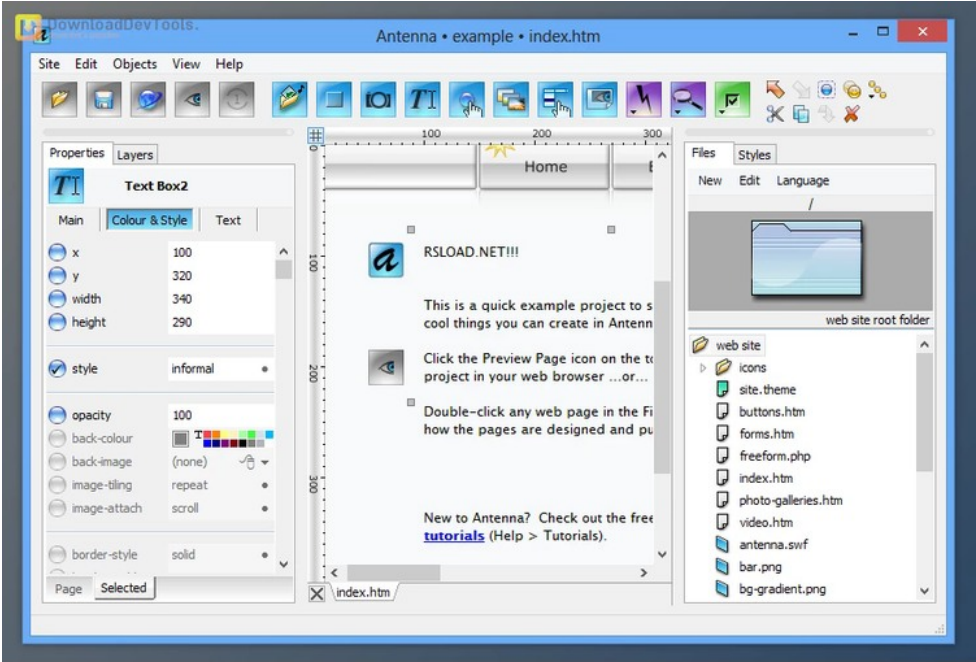 DownloadDevTools.
Antenna • example • index.htm
Site Edit Objects View Help
Properties Layers
Text Box2
Main Colour & Style Text
x 100
y 320
width 340
height 290
style informal
opacity 100
back-colour
back-image (none)
image-tiling repeat
image-attach scroll
border-style solid
Page Selected
100 200 300
0
100
200
300
Home
RSLOAD.NET!!!
This is a quick example project to s
cool things you can create in Antenn
Click the Preview Page icon on the to
project in your web browser ...or...
Double-click any web page in the Fi
how the pages are designed and pu
New to Antenna? Check out the free
tutorials (Help > Tutorials).
index.htm
Files Styles
New Edit Language
/
web site root folder
web site
icons
site.theme
buttons.htm
forms.htm
freeform.php
index.htm
photo-galleries.htm
video.htm
antenna.swf
bar.png
bg-gradient.png